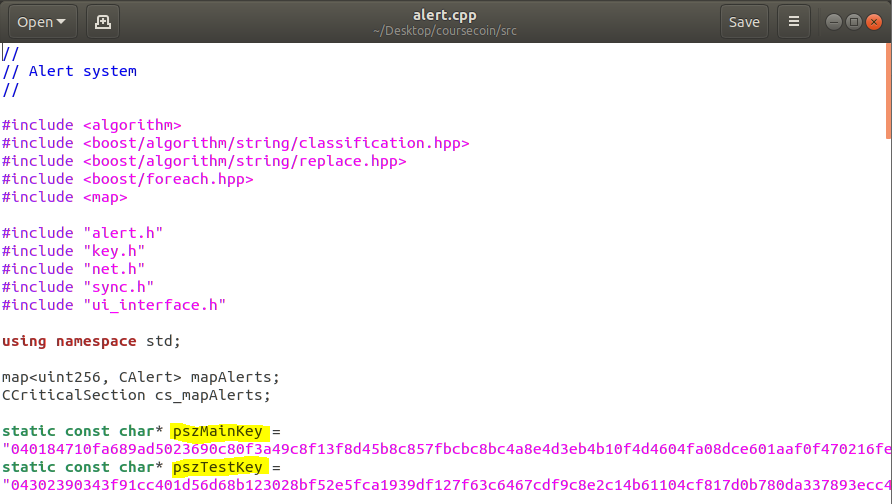 Open
alert.cpp
~/Desktop/coursecoin/src
Save
//
// Alert system
//
#include <algorithm>
#include <boost/algorithm/string/classification.hpp>
#include <boost/algorithm/string/replace.hpp>
#include <boost/foreach.hpp>
#include <map>
#include "alert.h"
#include "key.h"
#include "net.h"
#include "sync.h"
#include "ui_interface.h"
using namespace std;
map<uint256, CAlert> mapAlerts;
CCriticalSection cs_mapAlerts;
static const char* pszMainKey =
"040184710fa689ad5023690c80f3a49c8f13f8d45b8c857fbcbc8bc4a8e4d3eb4b10f4d4604fa08dce601aaf0f470216fe
static const char* pszTestKey =
"04302390343f91cc401d56d68b123028bf52e5fca1939df127f63c6467cdf9c8e2c14b61104cf817d0b780da337893ecc4